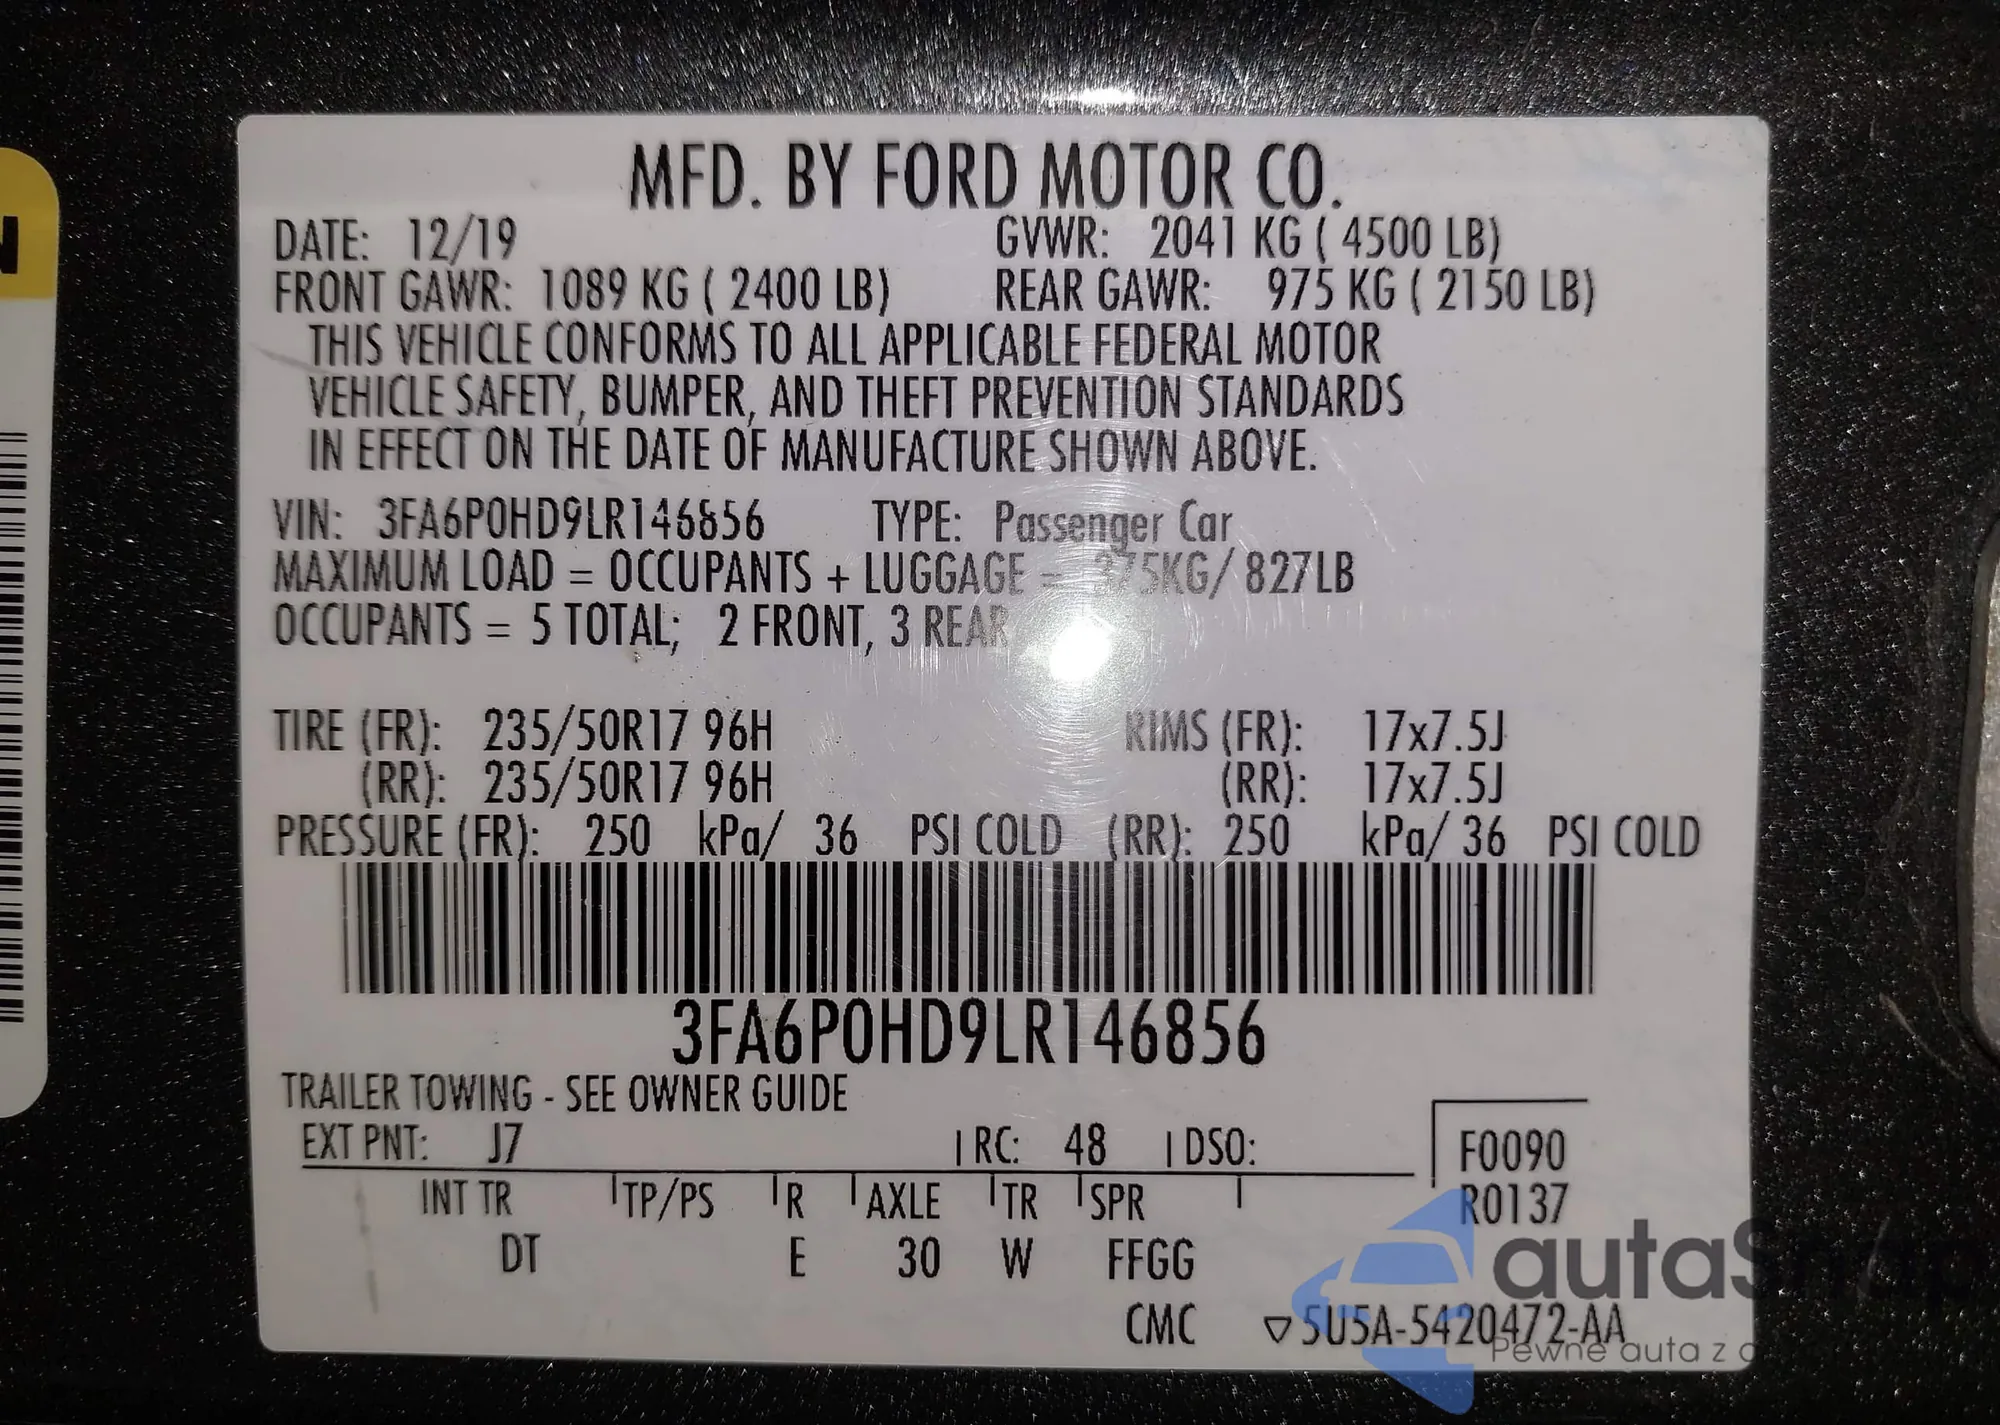 MFD. BY FORD MOTOR CO.
DATE: 12/19 GVWR: 2041 KG ( 4500 LB)
FRONT GAWR: 1089 KG ( 2400 LB) REAR GAWR: 975 KG ( 2150 LB)
THIS VEHICLE CONFORMS TO ALL APPLICABLE FEDERAL MOTOR
VEHICLE SAFETY, BUMPER, AND THEFT PREVENTION STANDARDS
IN EFFECT ON THE DATE OF MANUFACTURE SHOWN ABOVE.
VIN: 3FA6P0HD9LR146856 TYPE: Passenger Car
MAXIMUM LOAD = OCCUPANTS + LUGGAGE = 375KG/ 827LB
OCCUPANTS = 5 TOTAL; 2 FRONT, 3 REAR
TIRE (FR): 235/50R17 96H RIMS (FR): 17x7.5J
(RR): 235/50R17 96H (RR): 17x7.5J
PRESSURE (FR): 250 kPa/ 36 PSI COLD (RR): 250 kPa/ 36 PSI COLD
3FA6P0HD9LR146856
TRAILER TOWING - SEE OWNER GUIDE
EXT PNT: J7 RC: 48 DSO: F0090
INT TR TP/PS R AXLE TR SPR R0137
DT E 30 W FFGG
CMC ▽5U5A-5420472-AA
autaSnap
Pewne auta z